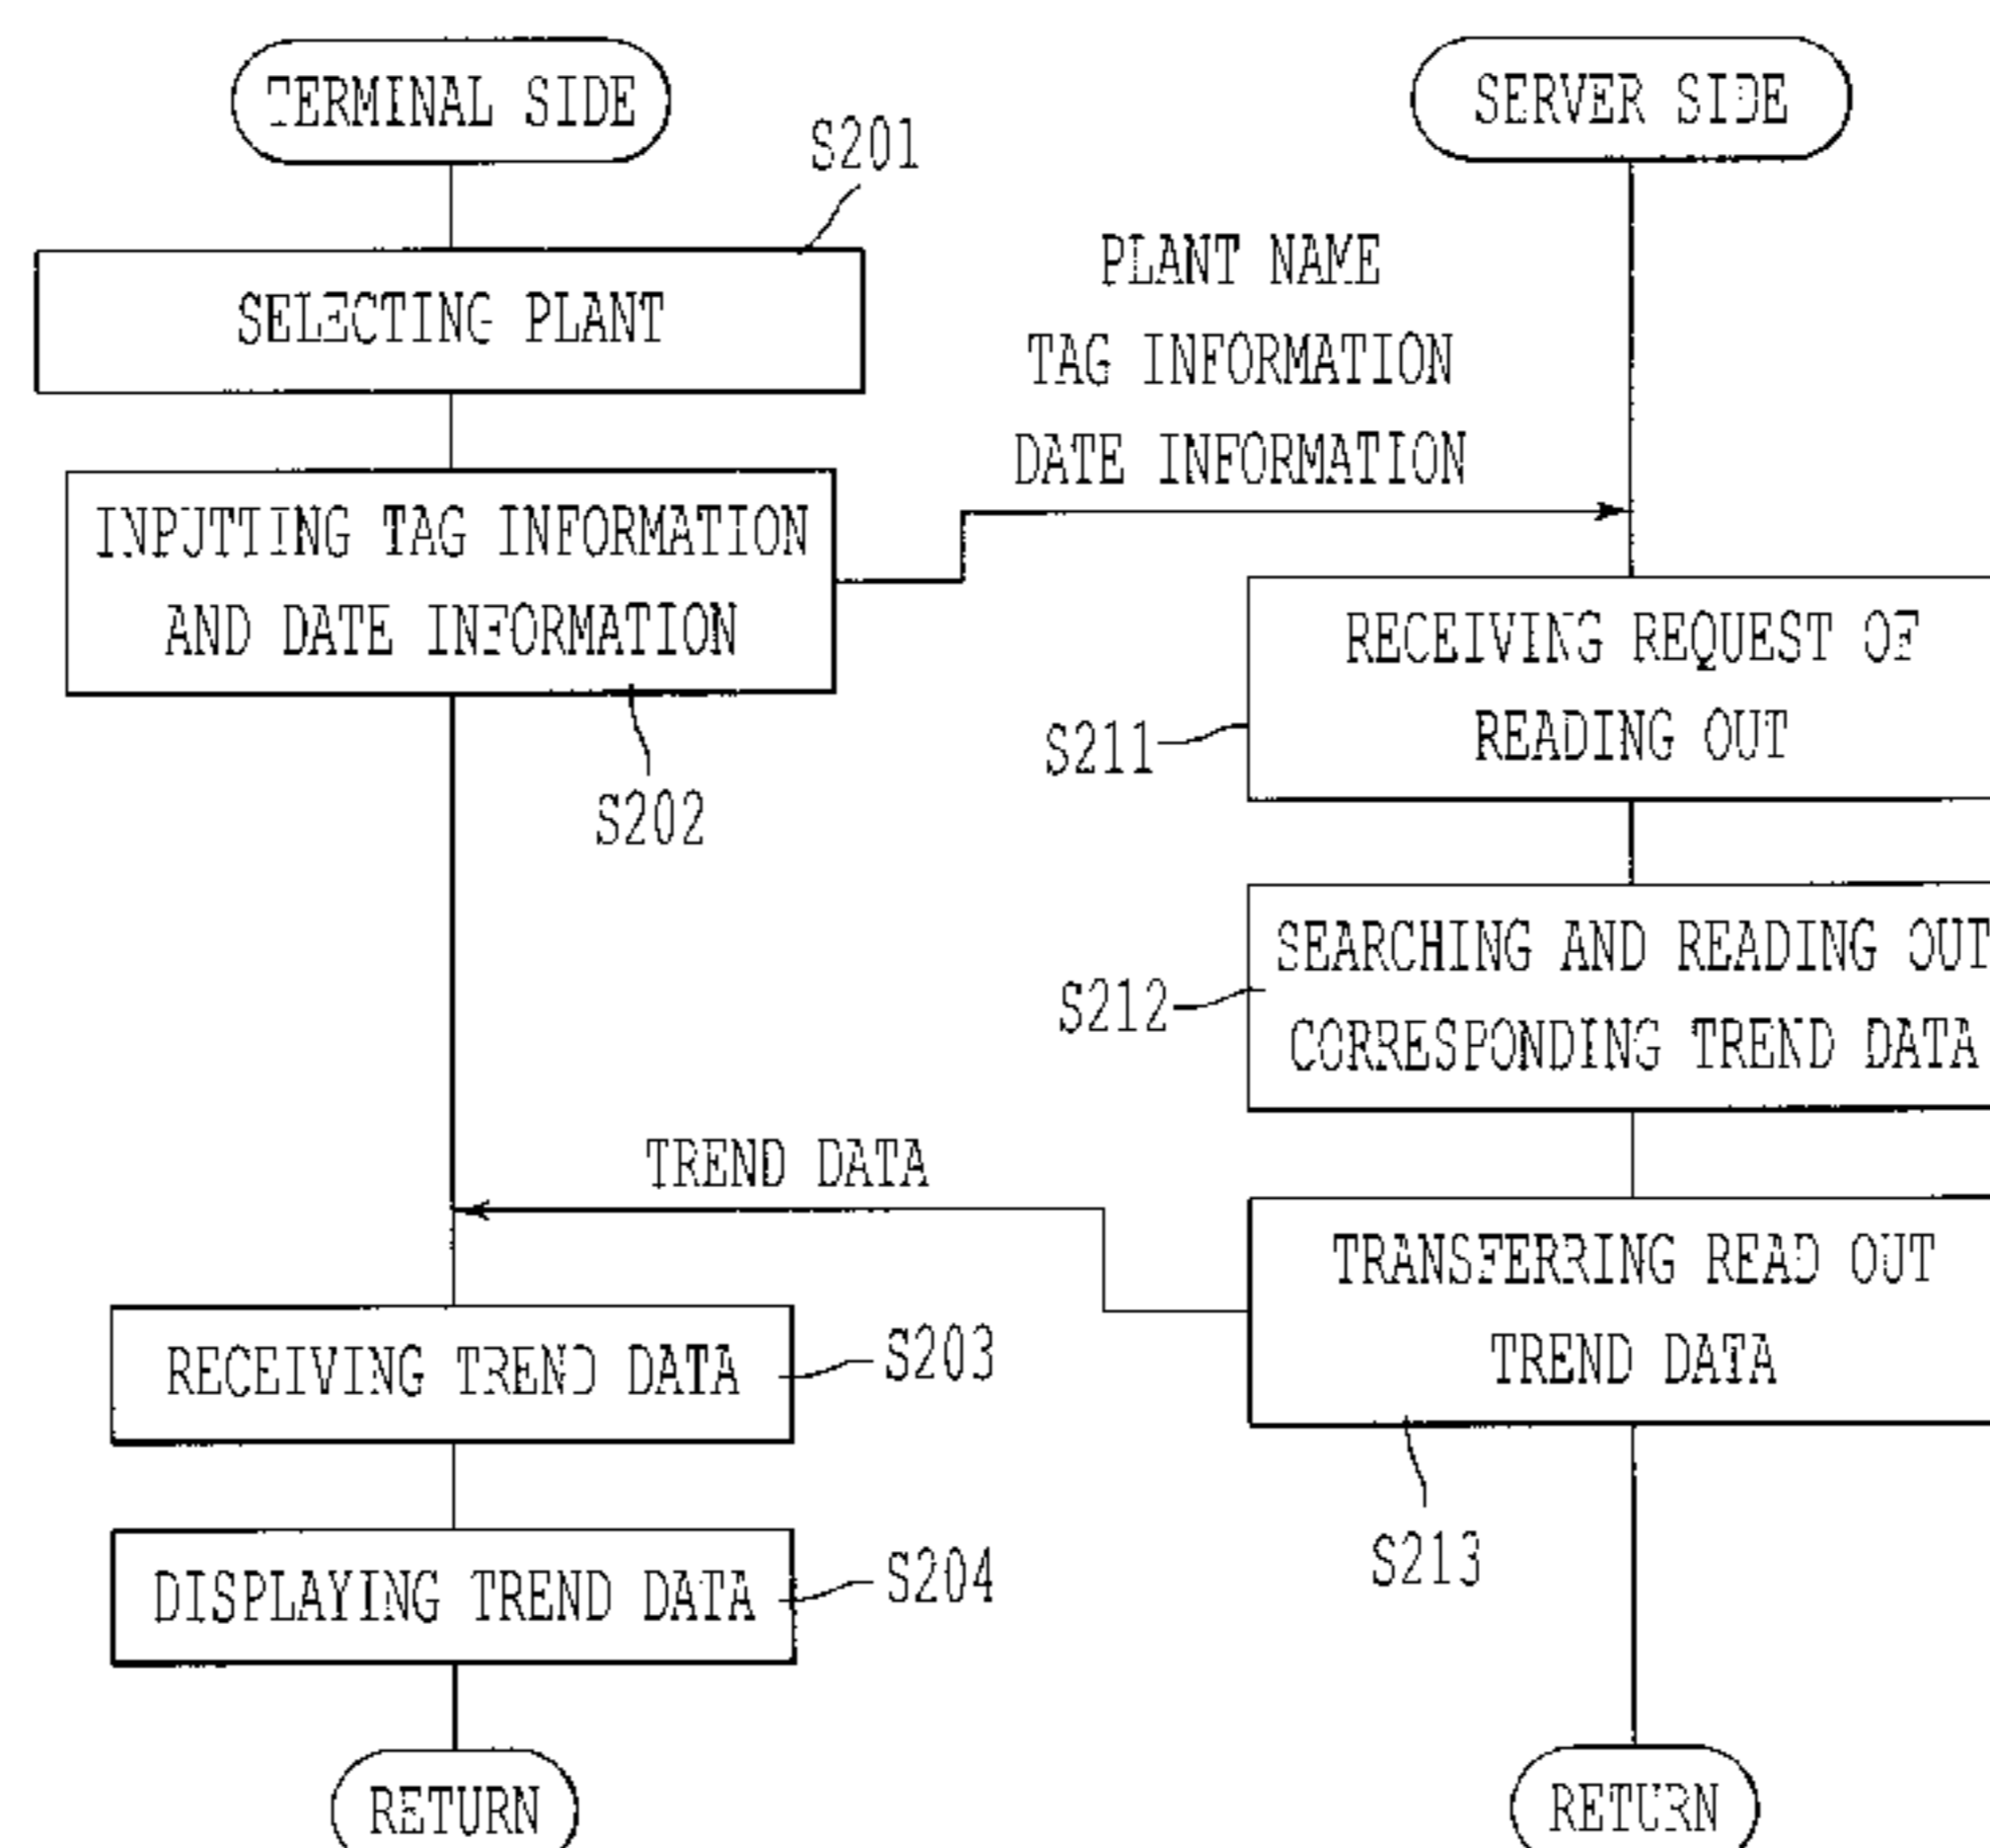 TERMINAL SIDE
SERVER SIDE
S201
SELECTING PLANT
PLANT NAME
TAG INFORMATION
DATE INFORMATION
INPUTTING TAG INFORMATION
AND DATE INFORMATION
S202
RECEIVING REQUEST OF
READING OUT
S211
SEARCHING AND READING OUT
CORRESPONDING TREND DATA
S212
TREND DATA
TRANSFERRING READ OUT
TREND DATA
S213
RECEIVING TREND DATA
S203
DISPLAYING TREND DATA
S204
RETURN
RETURN